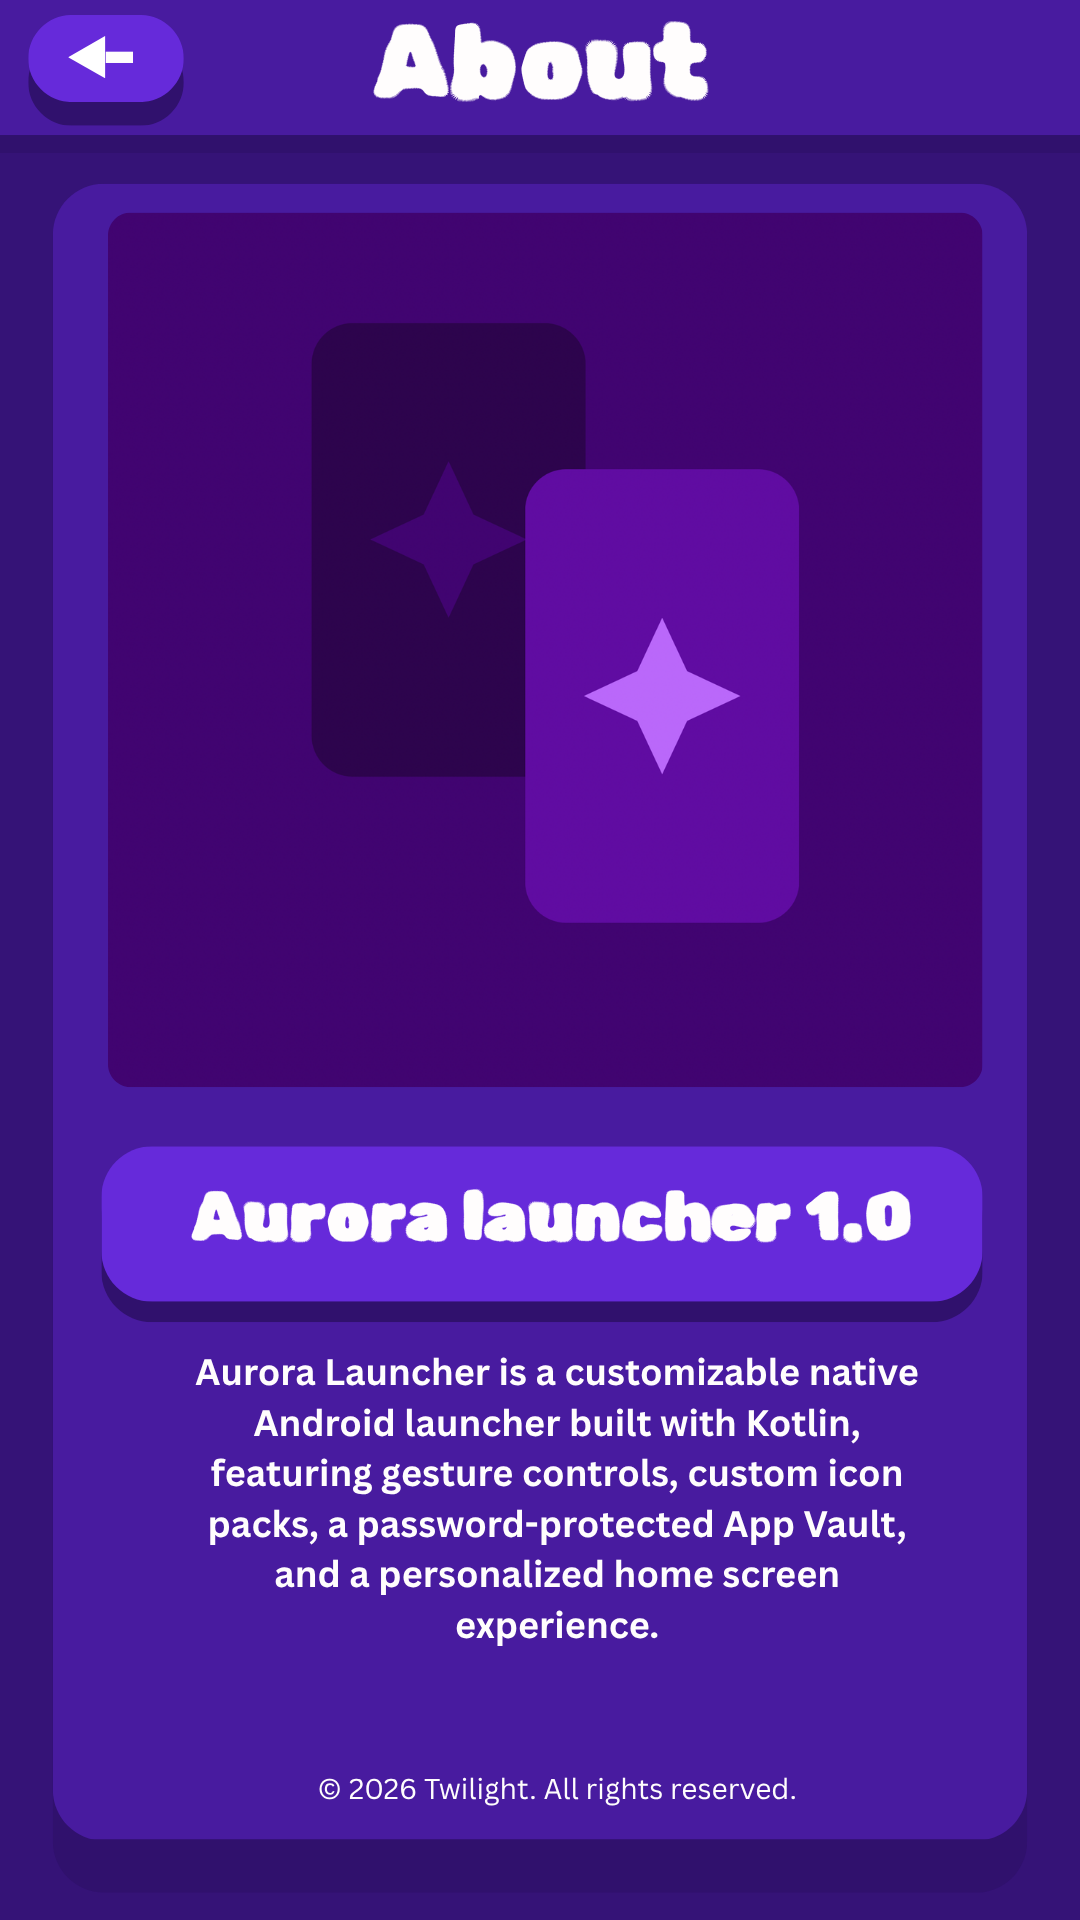 About
Aurora launcher 1.0
Aurora Launcher is a customizable native
Android launcher built with Kotlin,
featuring gesture controls, custom icon
packs, a password-protected App Vault,
and a personalized home screen
experience.
© 2026 Twilight. All rights reserved.